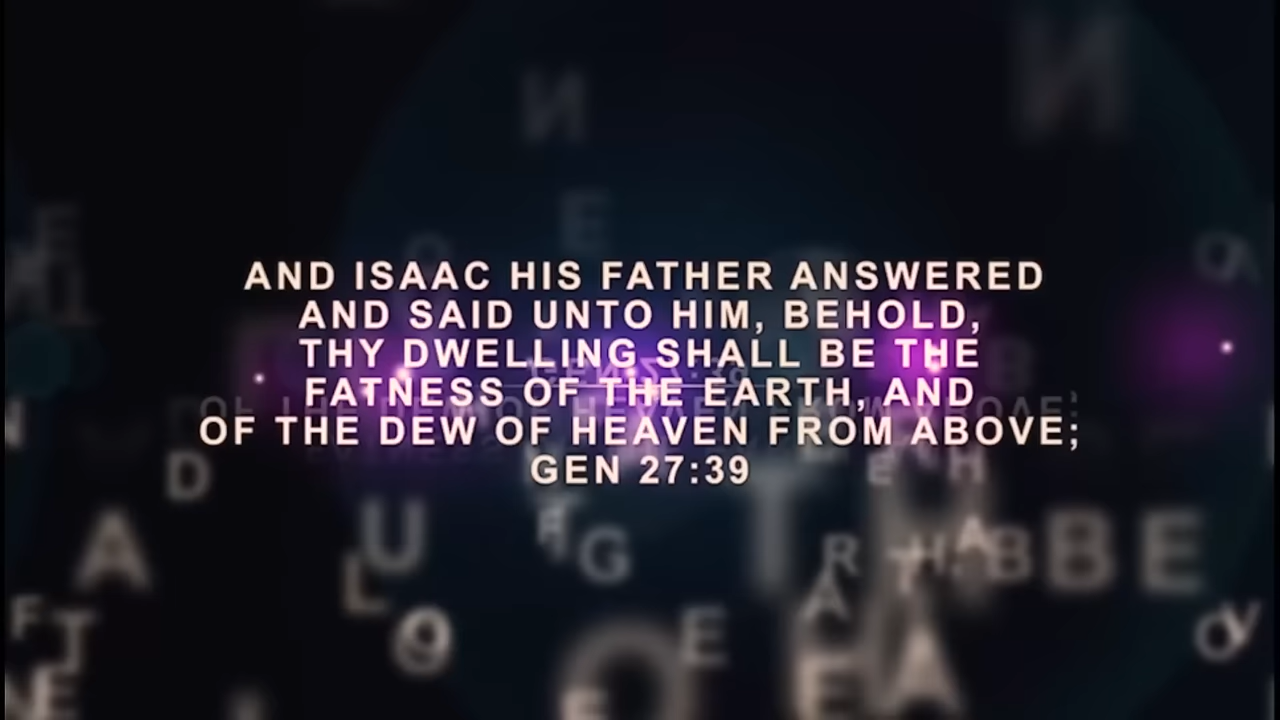 AND ISAAC HIS FATHER ANSWERED
AND SAID UNTO HIM, BEHOLD,
THY DWELLING SHALL BE THE
FATNESS OF THE EARTH, AND
OF THE DEW OF HEAVEN FROM ABOVE;
GEN 27:39